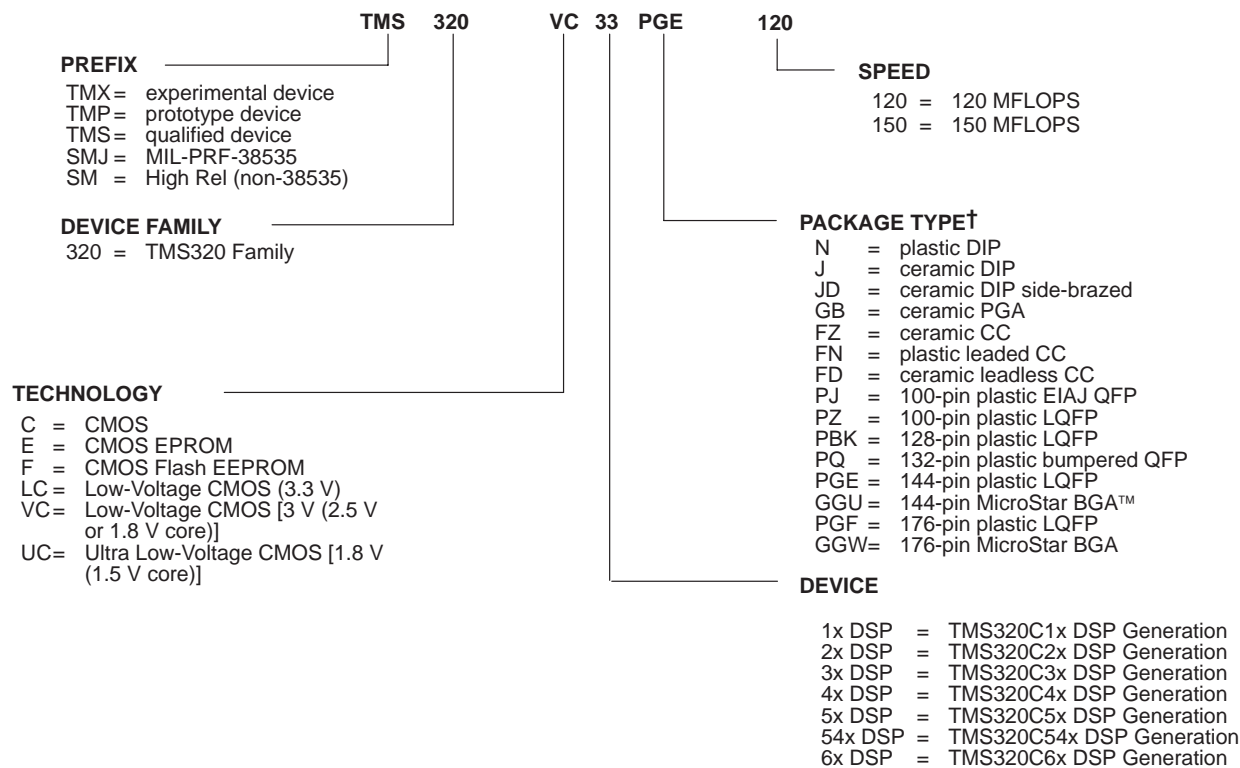 TMS 320 VC 33 PGE 120
PREFIX
TMX = experimental device
TMP = prototype device
TMS = qualified device
SMJ = MIL-PRF-38535
SM = High Rel (non-38535)
DEVICE FAMILY
320 = TMS320 Family
TECHNOLOGY
C = CMOS
E = CMOS EPROM
F = CMOS Flash EEPROM
LC = Low-Voltage CMOS (3.3 V)
VC = Low-Voltage CMOS [3 V (2.5 V
or 1.8 V core)]
UC = Ultra Low-Voltage CMOS [1.8 V
(1.5 V core)]
SPEED
120 = 120 MFLOPS
150 = 150 MFLOPS
PACKAGE TYPE†
N = plastic DIP
J = ceramic DIP
JD = ceramic DIP side-brazed
GB = ceramic PGA
FZ = ceramic CC
FN = plastic leaded CC
FD = ceramic leadless CC
PJ = 100-pin plastic EIAJ QFP
PZ = 100-pin plastic LQFP
PBK = 128-pin plastic LQFP
PQ = 132-pin plastic bumpered QFP
PGE = 144-pin plastic LQFP
GGU = 144-pin MicroStar BGA™
PGF = 176-pin plastic LQFP
GGW = 176-pin MicroStar BGA
DEVICE
1x DSP = TMS320C1x DSP Generation
2x DSP = TMS320C2x DSP Generation
3x DSP = TMS320C3x DSP Generation
4x DSP = TMS320C4x DSP Generation
5x DSP = TMS320C5x DSP Generation
54x DSP = TMS320C54x DSP Generation
6x DSP = TMS320C6x DSP Generation